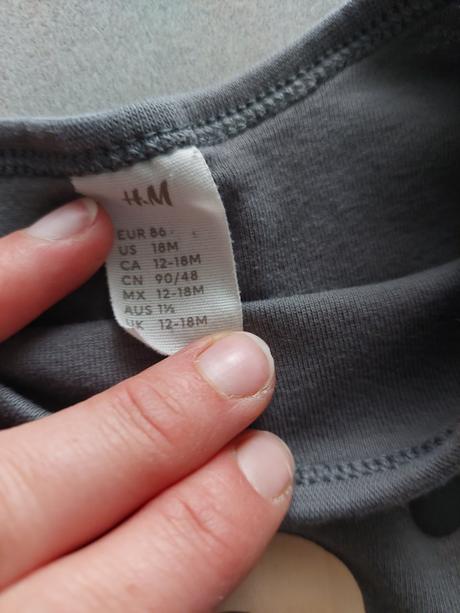 H&M
EUR 86
US 18M
CA 12-18M
CN 90/48
MX 12-18M
AUS 1½
UK 12-18M